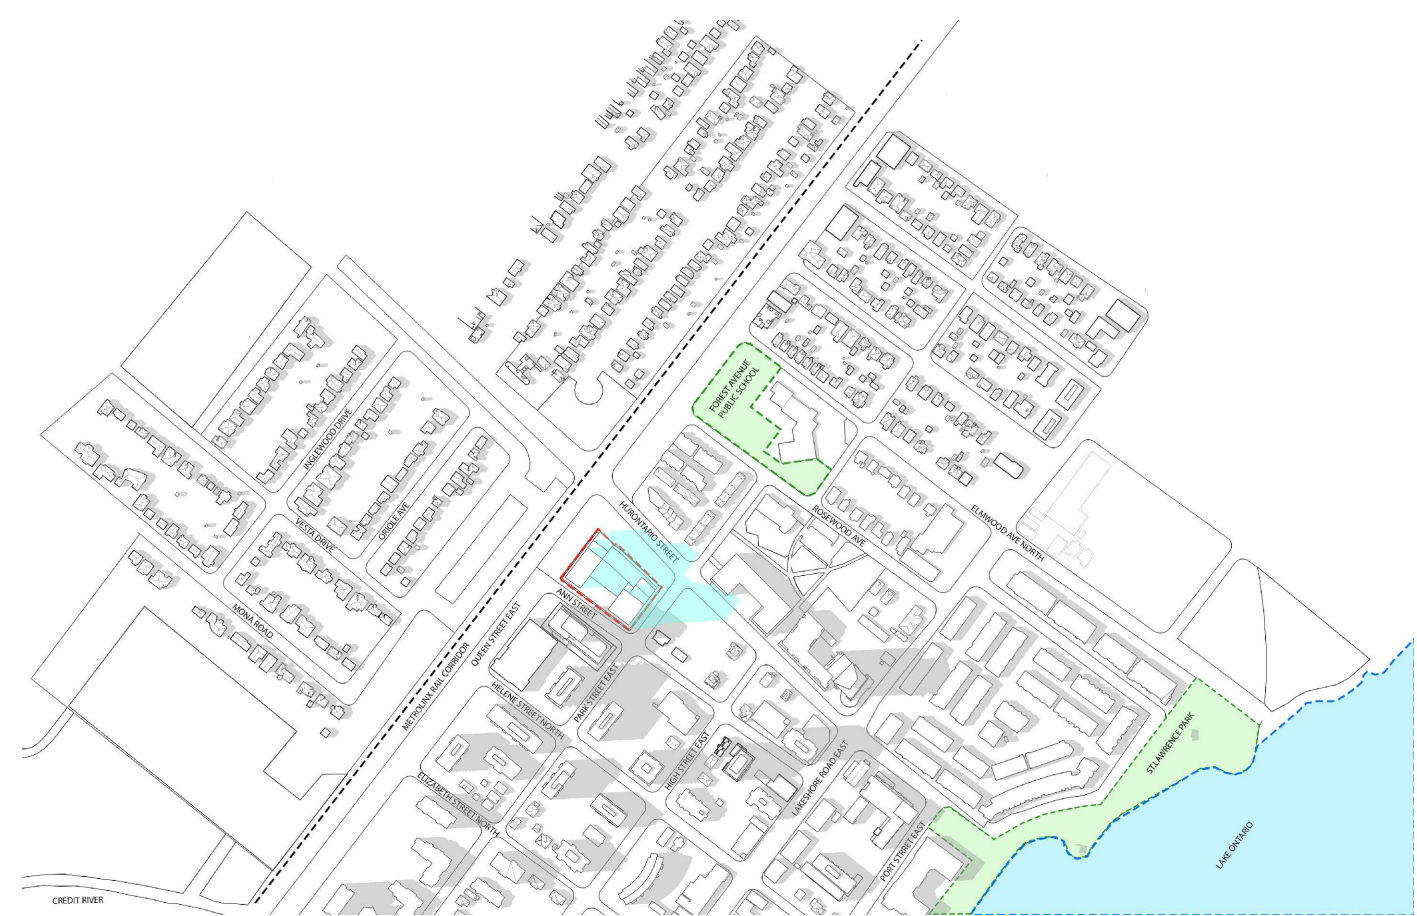 FOREST AVENUE
PUBLIC SCHOOL
INGLEWOOD DRIVE
ORIOLE AVE
VESTA DRIVE
HURONTARIO STREET
ROSEWOOD AVE
ELMWOOD AVE NORTH
MONA ROAD
ANN STREET
QUEEN STREET EAST
METROLINX RAIL CORRIDOR
HELENE STREET NORTH
PARK STREET EAST
HIGH STREET EAST
ELIZABETH STREET NORTH
LAKESHORE ROAD EAST
PORT STRREET EAST
ST.LAWRENCE PARK
LAKE ONTARIO
CREDIT RIVER